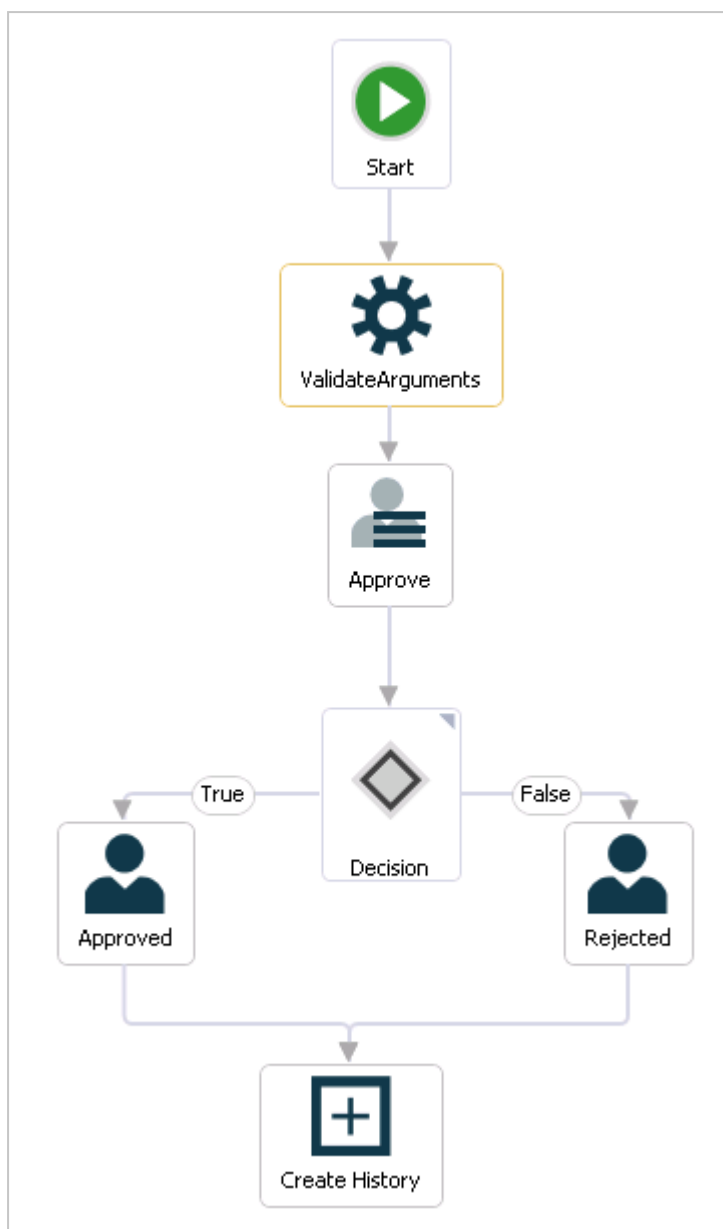 Start
ValidateArguments
Approve
True
False
Decision
Approved
Rejected
Create History